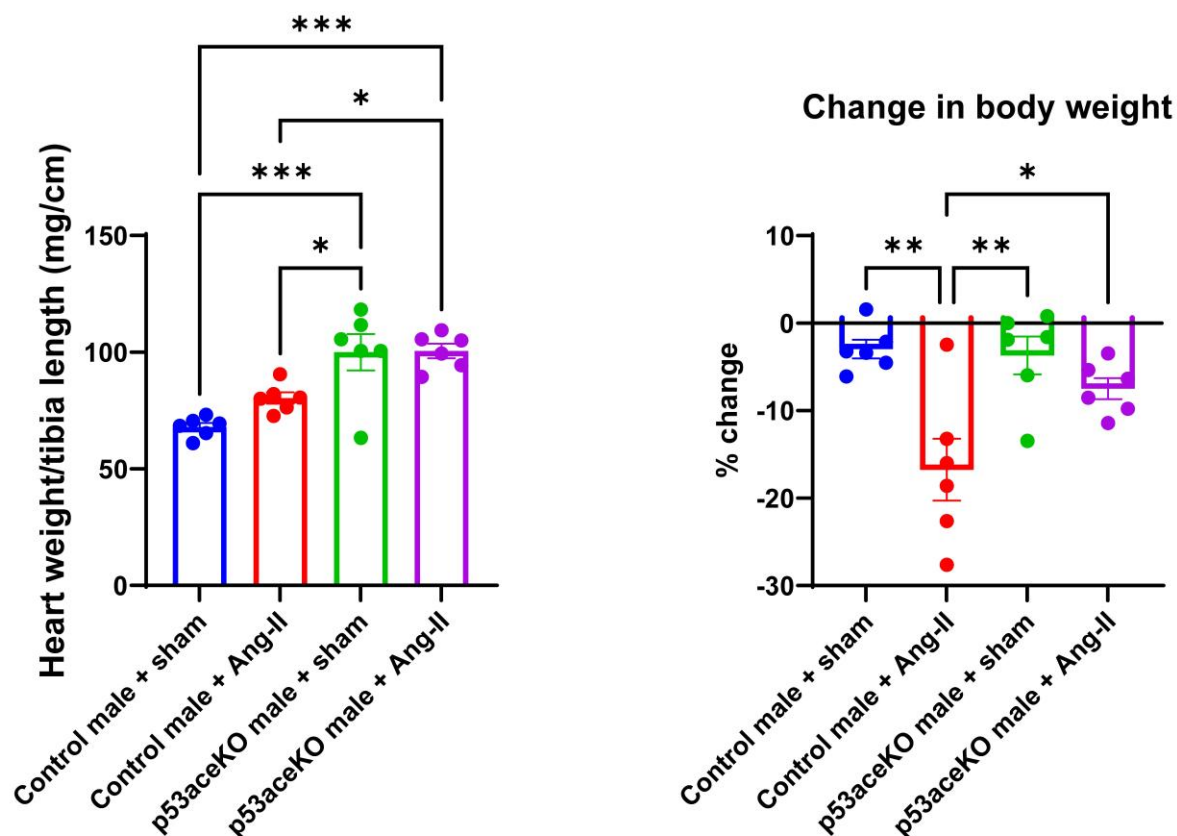 ***
*
***
*
Heart weight/tibia length (mg/cm)
150
100
50
0
Control male + sham
Control male + Ang-II
p53aceKO male + sham
p53aceKO male + Ang-II
Change in body weight
*
**
**
% change
10
0
-10
-20
-30
Control male + sham
Control male + Ang-II
p53aceKO male + sham
p53aceKO male + Ang-II